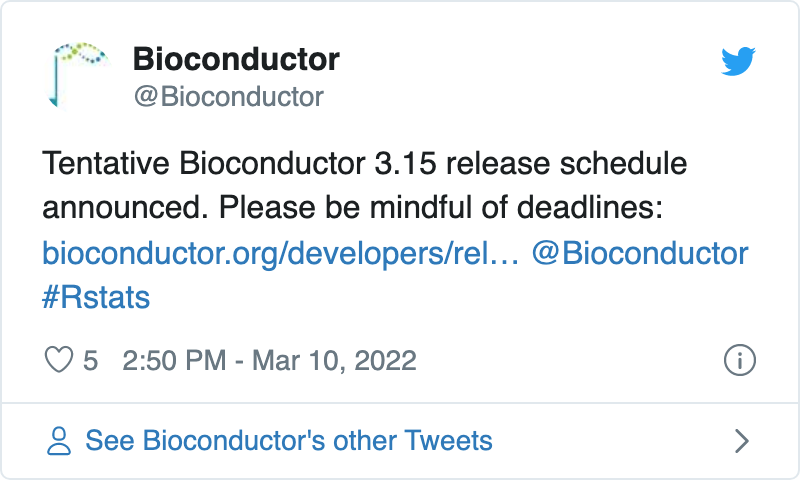 Bioconductor
@Bioconductor
Tentative Bioconductor 3.15 release schedule
announced. Please be mindful of deadlines:
bioconductor.org/developers/rel… @Bioconductor
#Rstats
5 2:50 PM - Mar 10, 2022
See Bioconductor's other Tweets